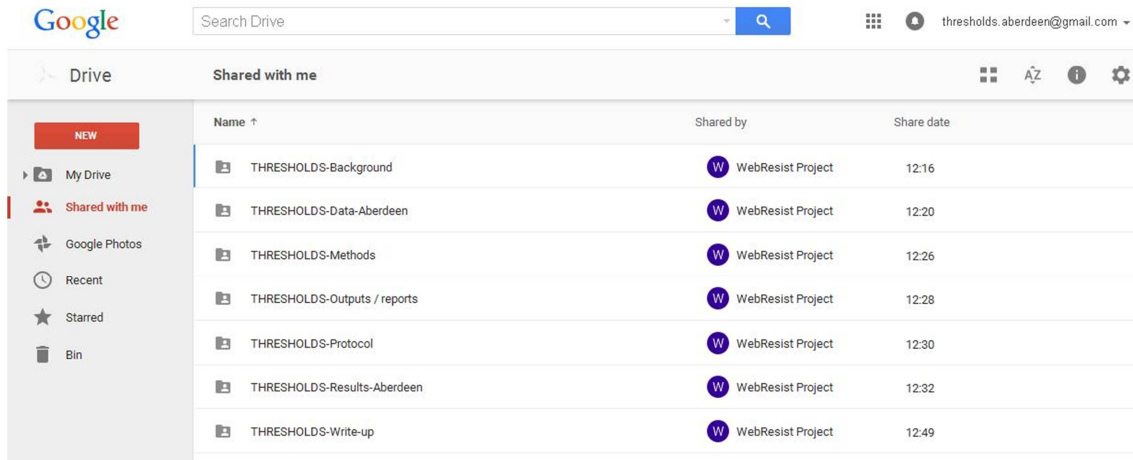 Google Search Drive thresholds.aberdeen@gmail.com
Drive Shared with me
NEW
My Drive
Shared with me
Google Photos
Recent
Starred
Bin
Name ↑ Shared by Share date
THRESHOLDS-Background W WebResist Project 12:16
THRESHOLDS-Data-Aberdeen W WebResist Project 12:20
THRESHOLDS-Methods W WebResist Project 12:26
THRESHOLDS-Outputs / reports W WebResist Project 12:28
THRESHOLDS-Protocol W WebResist Project 12:30
THRESHOLDS-Results-Aberdeen W WebResist Project 12:32
THRESHOLDS-Write-up W WebResist Project 12:49